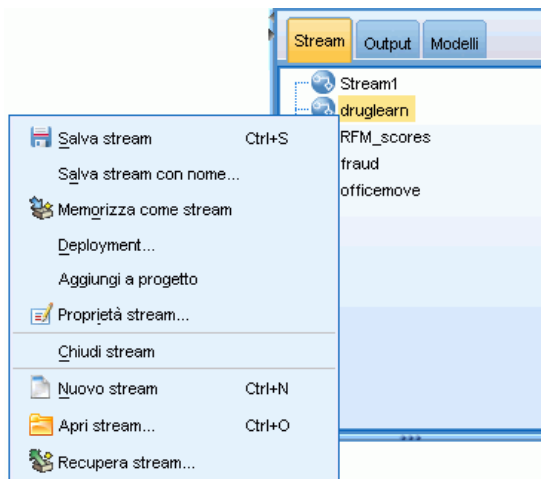 Stream Output Modelli
Stream1
druglearn
RFM_scores
fraud
officemove
Salva stream Ctrl+S
Salva stream con nome...
Memorizza come stream
Deployment...
Aggiungi a progetto
Proprietà stream...
Chiudi stream
Nuovo stream Ctrl+N
Apri stream... Ctrl+O
Recupera stream...